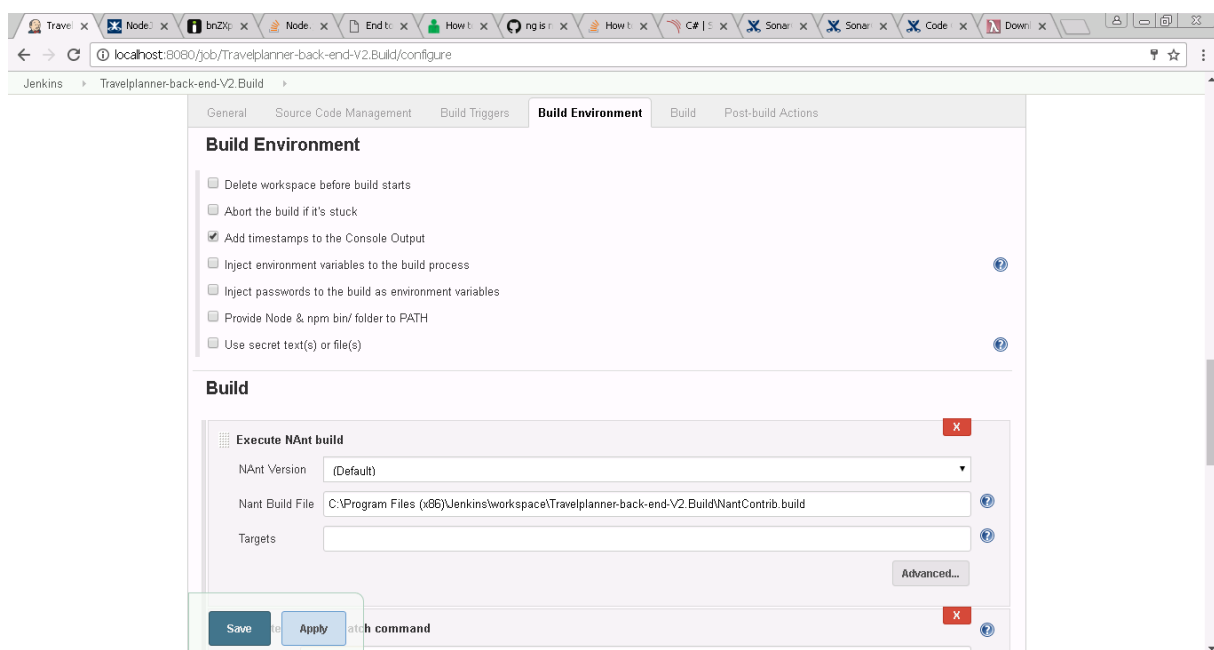 Travel Node.J bnZXp Node. End to How to ng is r How to C# | S Sonar Sonar Code Downl
localhost:8080/job/Travelplanner-back-end-V2.Build/configure
Jenkins Travelplanner-back-end-V2.Build
General Source Code Management Build Triggers Build Environment Build Post-build Actions
Build Environment
Delete workspace before build starts
Abort the build if it's stuck
Add timestamps to the Console Output
Inject environment variables to the build process
Inject passwords to the build as environment variables
Provide Node & npm bin/ folder to PATH
Use secret text(s) or file(s)
Build
X
Execute NAnt build
NAnt Version (Default)
Nant Build File C:\Program Files (x86)\Jenkins\workspace\Travelplanner-back-end-V2.Build\NantContrib.build
Targets
Advanced...
X
Save Apply atch command